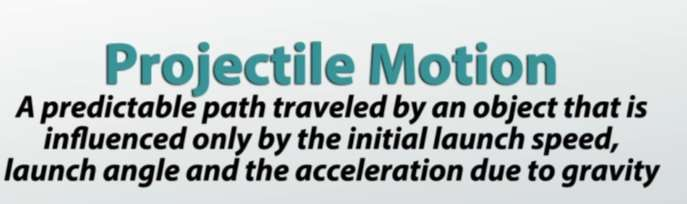 Projectile Motion
A predictable path traveled by an object that is
influenced only by the initial launch speed,
launch angle and the acceleration due to gravity